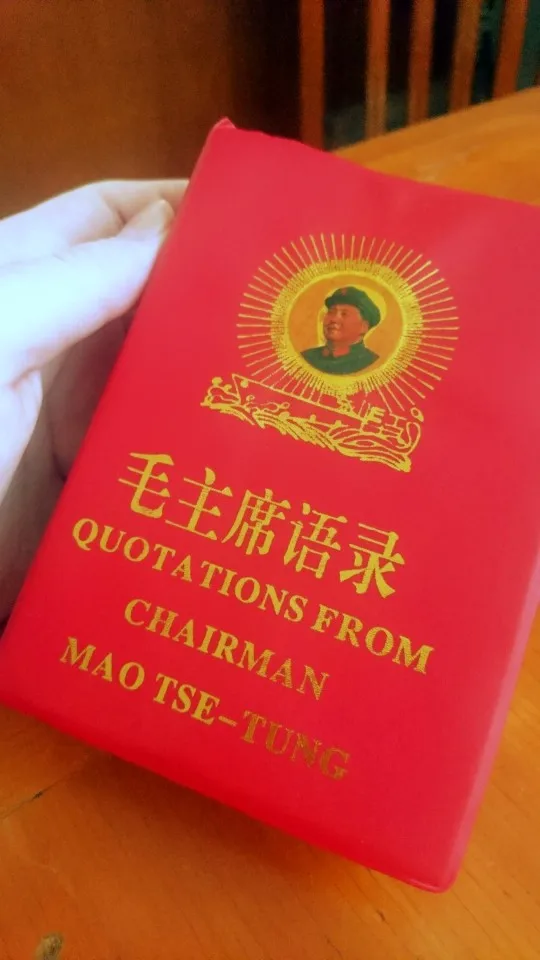 毛主席语录
QUOTATIONS FROM
CHAIRMAN
MAO TSE-TUNG